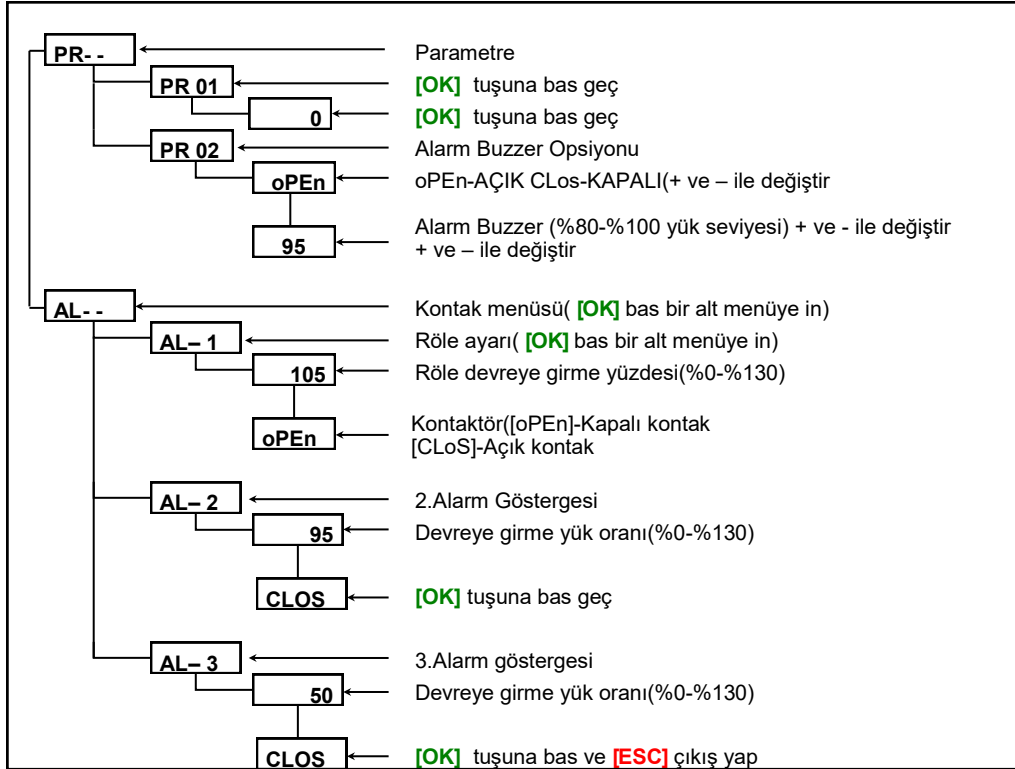 PR- - Parametre
PR 01 [OK] tuşuna bas geç
0 [OK] tuşuna bas geç
PR 02 Alarm Buzzer Opsiyonu
oPEn oPEn-AÇIK CLos-KAPALI(+ ve – ile değiştir
95 Alarm Buzzer (%80-%100 yük seviyesi) + ve - ile değiştir
+ ve – ile değiştir
AL- - Kontak menüsü( [OK] bas bir alt menüye in)
AL– 1 Röle ayarı( [OK] bas bir alt menüye in)
105 Röle devreye girme yüzdesi(%0-%130)
oPEn Kontaktör([oPEn]-Kapalı kontak
[CLoS]-Açık kontak
AL– 2 2.Alarm Göstergesi
95 Devreye girme yük oranı(%0-%130)
CLOS [OK] tuşuna bas geç
AL– 3 3.Alarm göstergesi
50 Devreye girme yük oranı(%0-%130)
CLOS [OK] tuşuna bas ve [ESC] çıkış yap